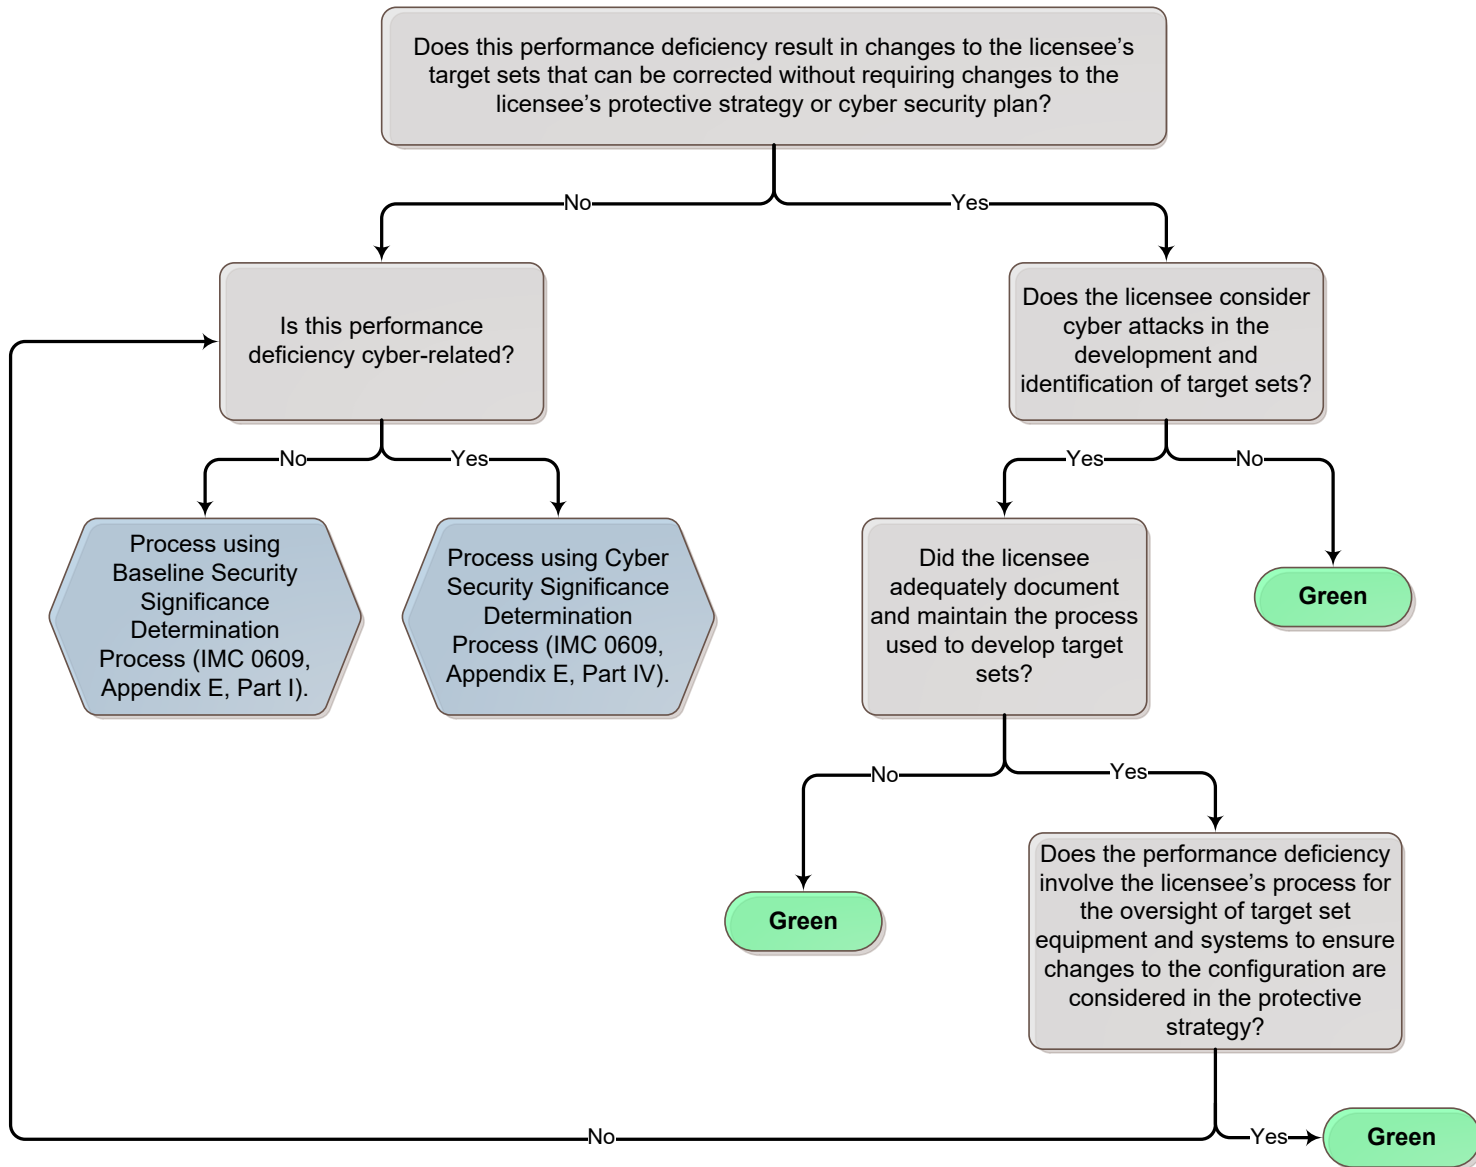 Does this performance deficiency result in changes to the licensee’s
target sets that can be corrected without requiring changes to the
licensee’s protective strategy or cyber security plan?
No
Yes
Is this performance
deficiency cyber-related?
Does the licensee consider
cyber attacks in the
development and
identification of target sets?
No
Yes
Yes
No
Process using
Baseline Security
Significance
Determination
Process (IMC 0609,
Appendix E, Part I).
Process using Cyber
Security Significance
Determination
Process (IMC 0609,
Appendix E, Part IV).
Did the licensee
adequately document
and maintain the process
used to develop target
sets?
Green
No
Yes
Green
Does the performance deficiency
involve the licensee’s process for
the oversight of target set
equipment and systems to ensure
changes to the configuration are
considered in the protective
strategy?
No
Yes
Green